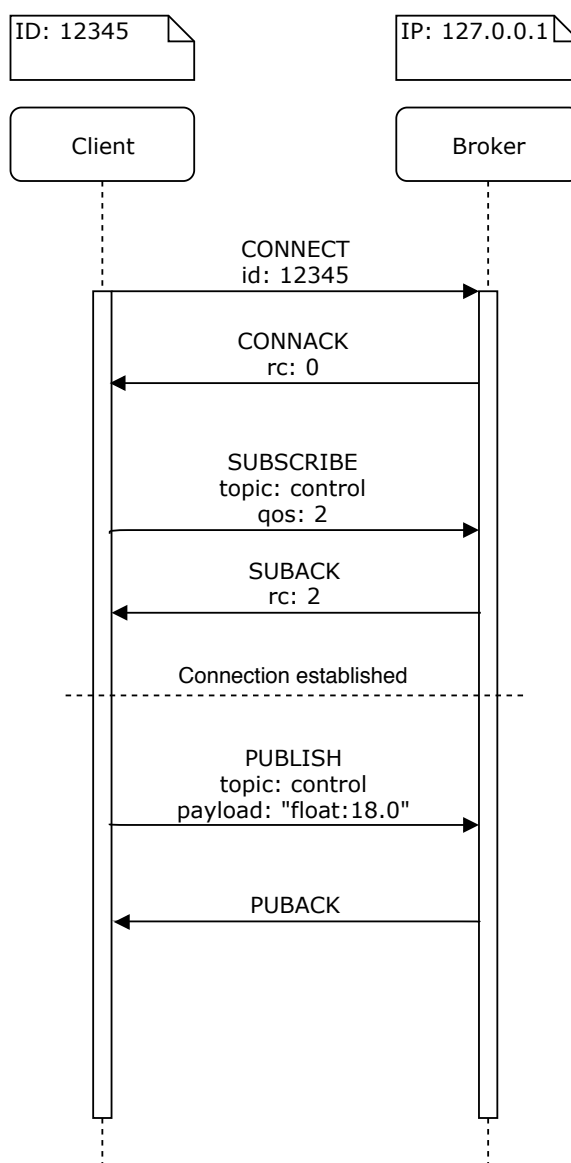 ID: 12345
IP: 127.0.0.1
Client
Broker
CONNECT
id: 12345
CONNACK
rc: 0
SUBSCRIBE
topic: control
qos: 2
SUBACK
rc: 2
Connection established
PUBLISH
topic: control
payload: "float:18.0"
PUBACK